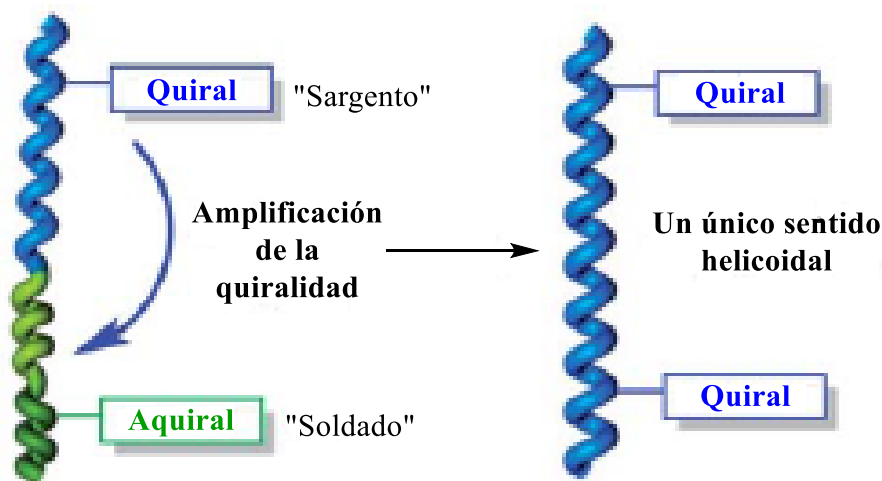 Quiral
"Sargento"
Amplificación
de la
quiralidad
Aquiral
"Soldado"
Quiral
Un único sentido
helicoidal
Quiral